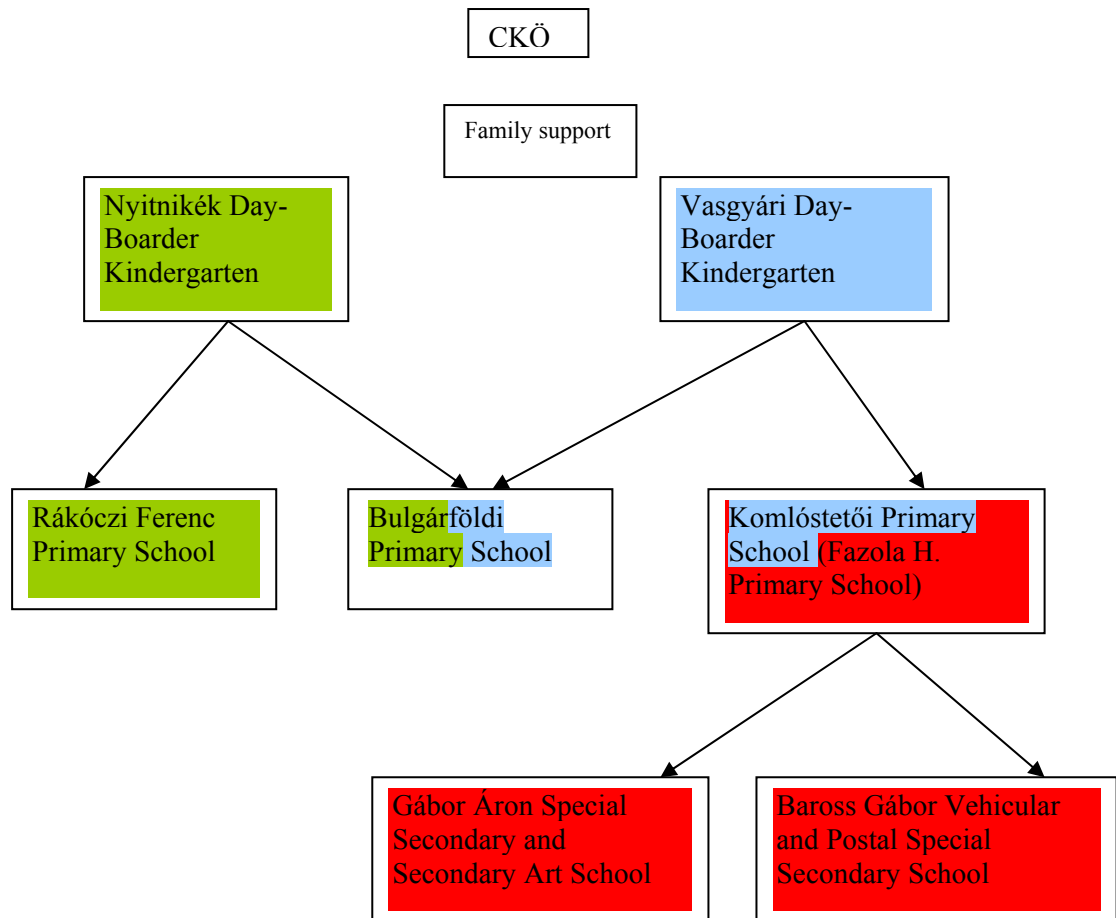 CKÖ
Family support
Nyitnikék Day-
Boarder
Kindergarten
Vasgyári Day-
Boarder
Kindergarten
Rákóczi Ferenc
Primary School
Bulgárföldi
Primary School
Komlóstetői Primary
School (Fazola H.
Primary School)
Gábor Áron Special
Secondary and
Secondary Art School
Baross Gábor Vehicular
and Postal Special
Secondary School